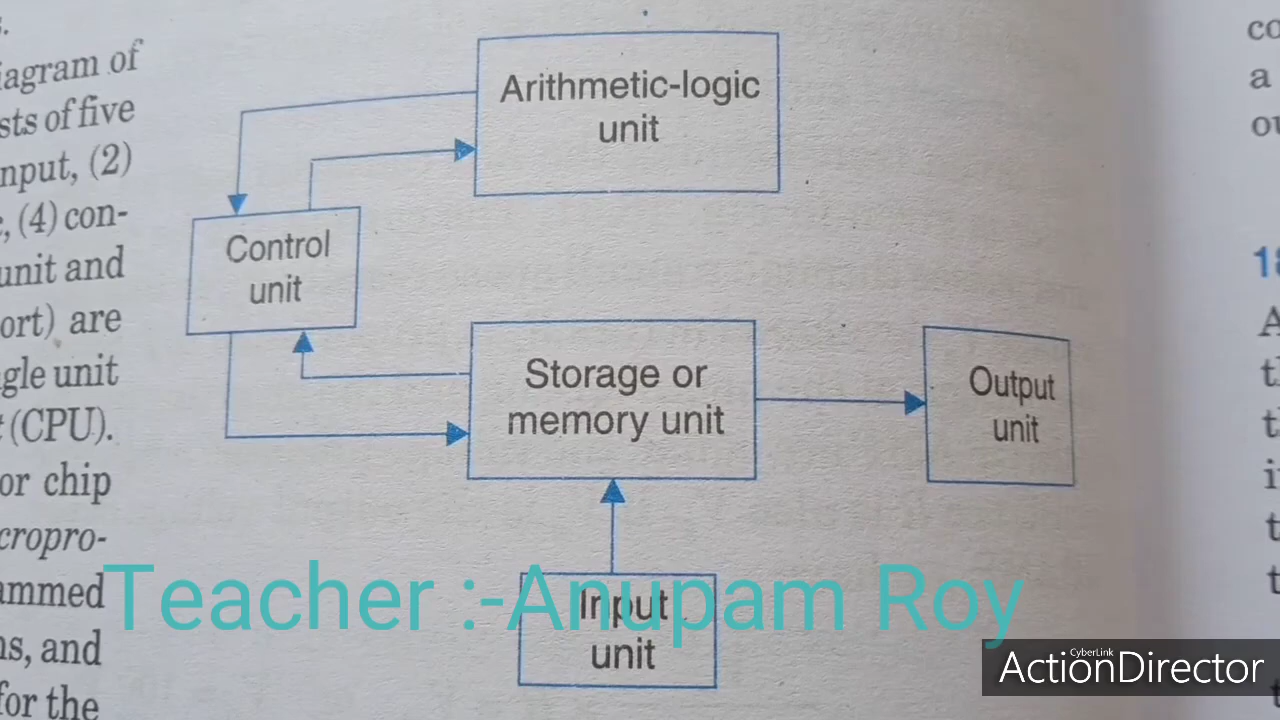 iagram of
sts of five
nput, (2)
, (4) con-
unit and
ort) are
gle unit
(CPU).
or chip
cropro-
ammed
ns, and
for the
Arithmetic-logic
unit
Control
unit
Storage or
memory unit
Output
unit
Input
unit
Teacher :-Anupam Roy
CyberLink
ActionDirector
co
a
ou
18
A